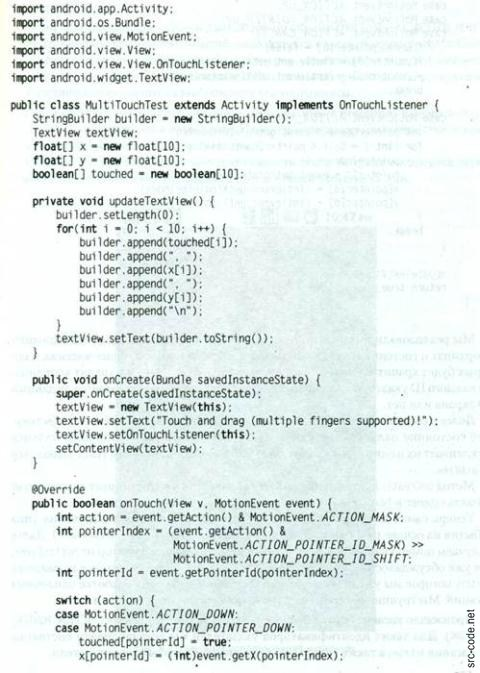 import android.app.Activity;
import android.os.Bundle;
import android.view.MotionEvent;
import android.view.View;
import android.view.View.OnTouchListener;
import android.widget.TextView;

public class MultiTouchTest extends Activity implements OnTouchListener {
    StringBuilder builder = new StringBuilder();
    TextView textView;
    float[] x = new float[10];
    float[] y = new float[10];
    boolean[] touched = new boolean[10];

    private void updateTextView() {
        builder.setLength(0);
        for(int i = 0; i < 10; i++) {
            builder.append(touched[i]);
            builder.append(", ");
            builder.append(x[i]);
            builder.append(", ");
            builder.append(y[i]);
            builder.append("\n");
        }
        textView.setText(builder.toString());
    }

    public void onCreate(Bundle savedInstanceState) {
        super.onCreate(savedInstanceState);
        textView = new TextView(this);
        textView.setText("Touch and drag (multiple fingers supported)!");
        textView.setOnTouchListener(this);
        setContentView(textView);
    }

    @Override
    public boolean onTouch(View v, MotionEvent event) {
        int action = event.getAction() & MotionEvent.ACTION_MASK;
        int pointerIndex = (event.getAction() &
                        MotionEvent.ACTION_POINTER_ID_MASK) >>
                        MotionEvent.ACTION_POINTER_ID_SHIFT;
        int pointerId = event.getPointerId(pointerIndex);

        switch (action) {
        case MotionEvent.ACTION_DOWN:
        case MotionEvent.ACTION_POINTER_DOWN:
            touched[pointerId] = true;
            x[pointerId] = (int)event.getX(pointerIndex);
src-code.net